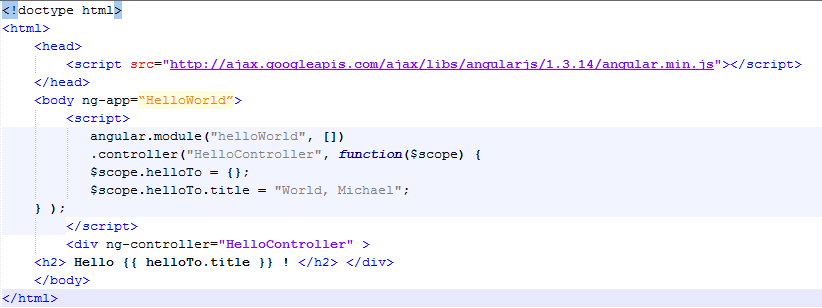 <!doctype html>
<html>
    <head>
        <script src="http://ajax.googleapis.com/ajax/libs/angularjs/1.3.14/angular.min.js"></script>
    </head>
    <body ng-app=“HelloWorld”>
        <script>
           angular.module("helloWorld", [])
           .controller("HelloController", function($scope) {
           $scope.helloTo = {};
           $scope.helloTo.title = "World, Michael";
    } );
        </script>
        <div ng-controller="HelloController" >
    <h2> Hello {{ helloTo.title }} ! </h2> </div>
    </body>
</html>